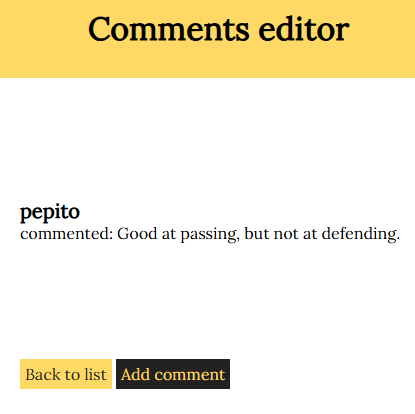 Comments editor
pepito
commented: Good at passing, but not at defending.
Back to list Add comment